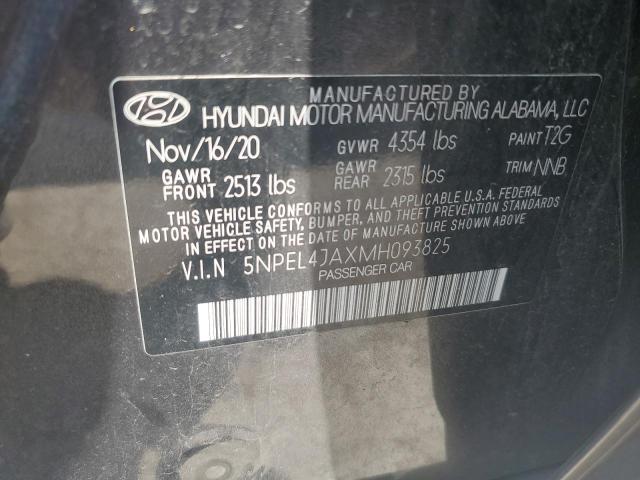 MANUFACTURED BY
HYUNDAI MOTOR MANUFACTURING ALABAMA, LLC
Nov/16/20 GVWR 4354 lbs PAINT T2G
GAWR FRONT 2513 lbs GAWR REAR 2315 lbs TRIM NNB
THIS VEHICLE CONFORMS TO ALL APPLICABLE U.S.A. FEDERAL
MOTOR VEHICLE SAFETY, BUMPER, AND THEFT PREVENTION STANDARDS
IN EFFECT ON THE DATE OF MANUFACTURE SHOWN ABOVE.
V.I.N 5NPEL4JAXMH093825
PASSENGER CAR